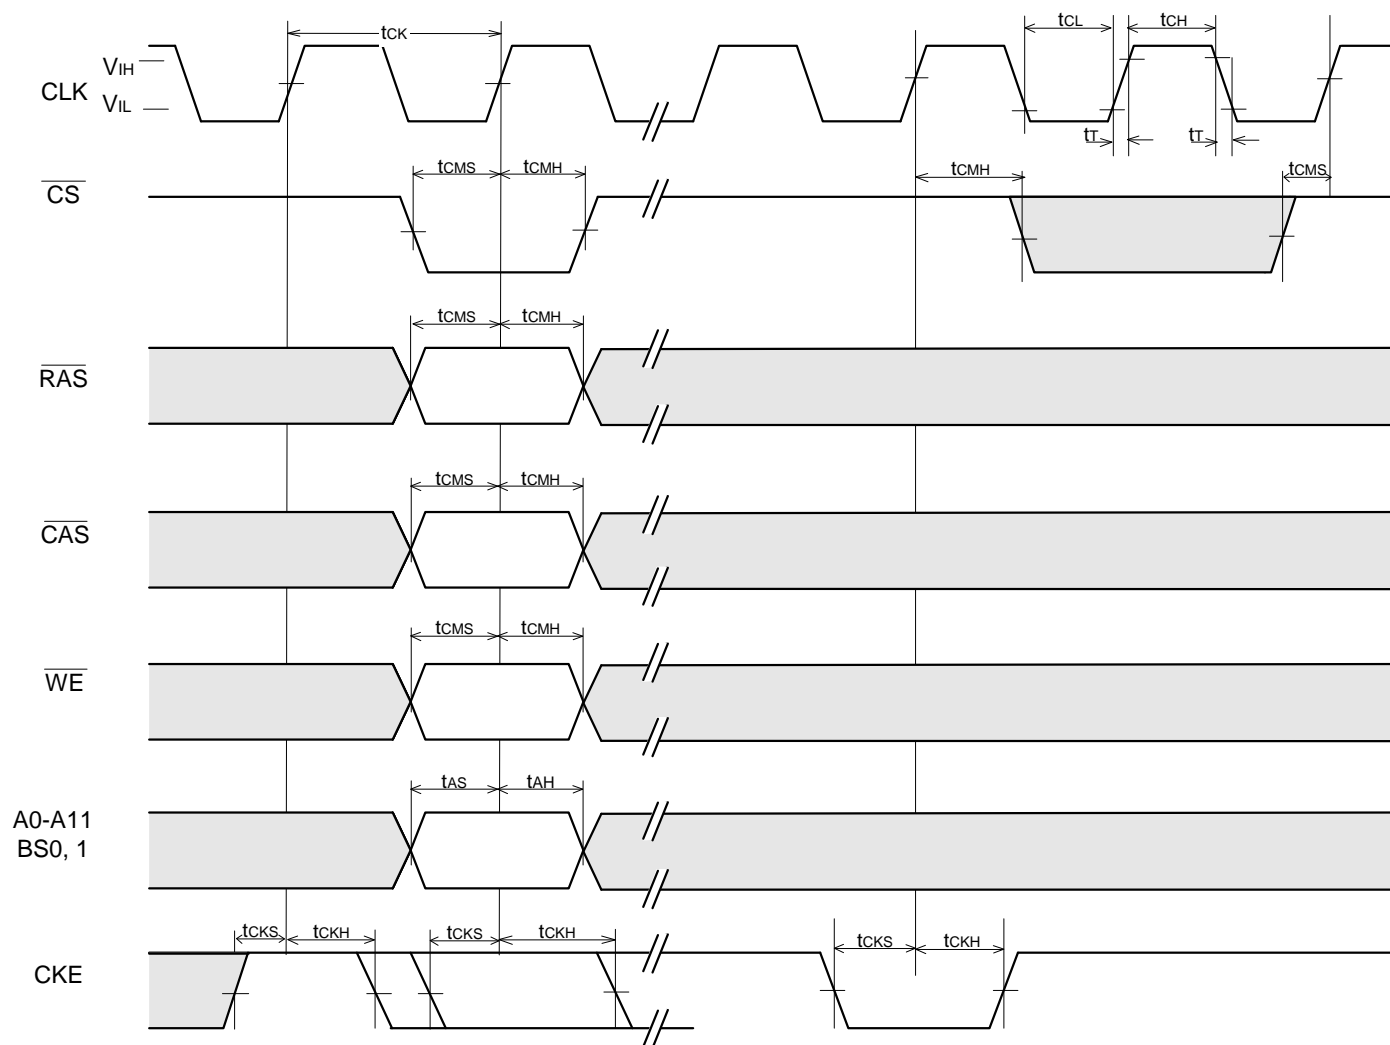 tCK
tCL
tCH
VIH
CLK
VIL
tT
tT
tCMS
tCMH
tCMH
tCMS
CS
tCMS
tCMH
RAS
tCMS
tCMH
CAS
tCMS
tCMH
WE
tAS
tAH
A0-A11
BS0, 1
tCKS
tCKH
tCKS
tCKH
tCKS
tCKH
CKE